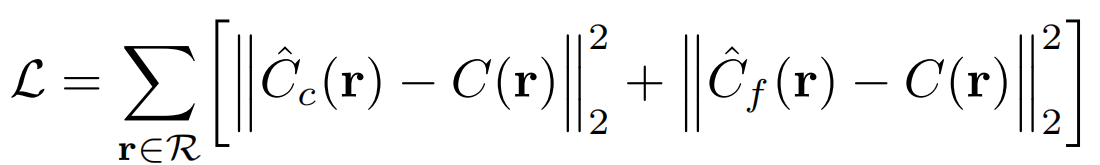 $$\mathcal{L} = \sum_{\mathbf{r} \in \mathcal{R}} \left[ \left\| \hat{C}_c(\mathbf{r}) - C(\mathbf{r}) \right\|_2^2 + \left\| \hat{C}_f(\mathbf{r}) - C(\mathbf{r}) \right\|_2^2 \right]$$